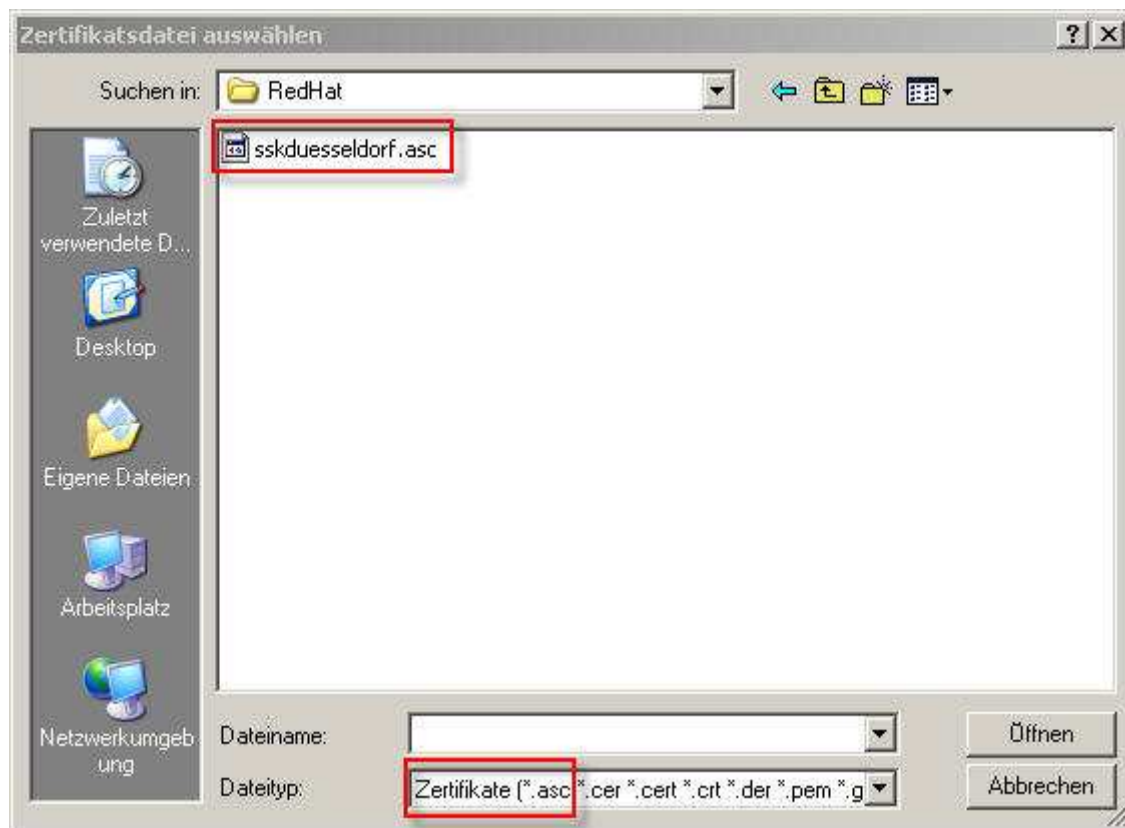 Zertifikatsdatei auswählen
Suchen in: RedHat
sskduesseldorf.asc
Zuletzt
verwendete D...
Desktop
Eigene Dateien
Arbeitsplatz
Netzwerkumgeb
ung
Dateiname:
Öffnen
Dateityp: Zertifikate (*.asc *.cer *.cert *.crt *.der *.pem *.g
Abbrechen